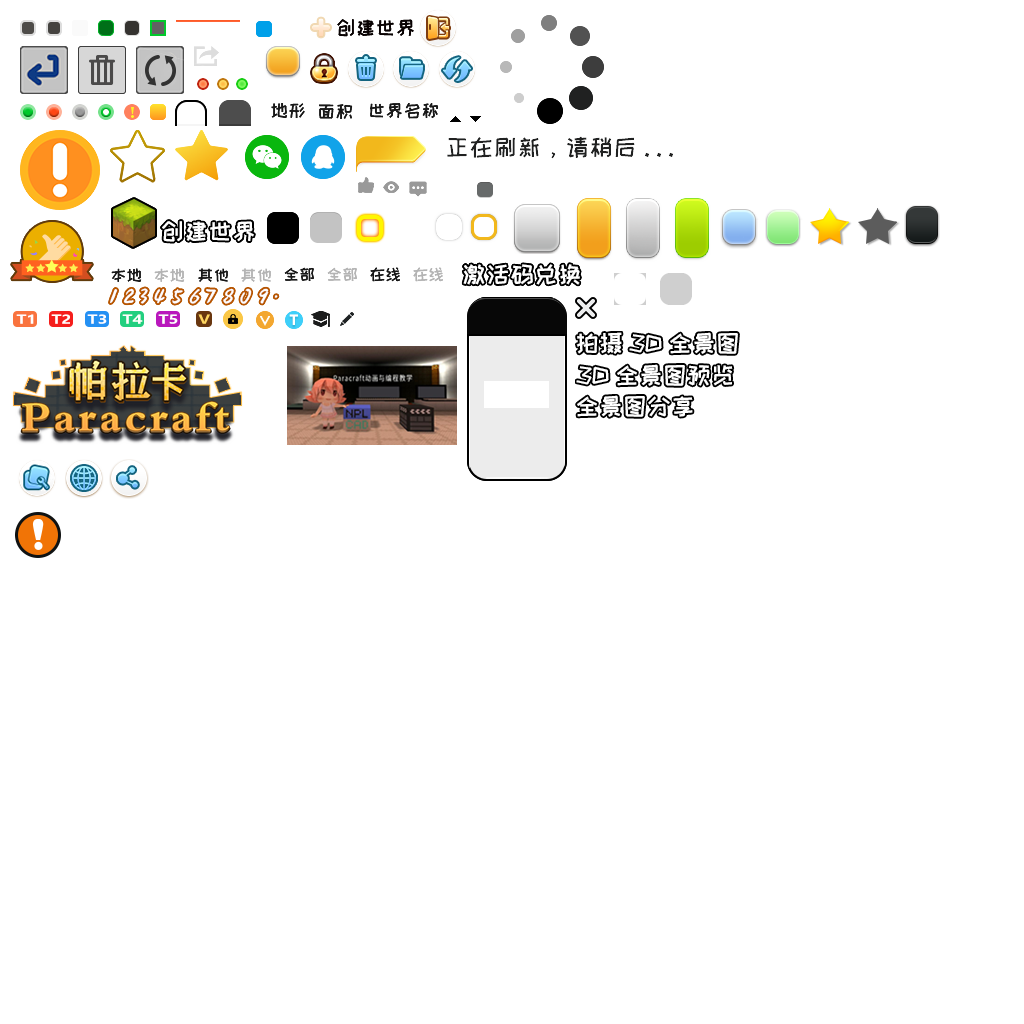 创建世界
地形 面积 世界名称
正在刷新，请稍后 ...
创建世界
激活码兑换
本地 本地 其他 其他 全部 全部 在线 在线
1234567809.
T1 T2 T3 T4 T5 V V T
拍摄 3D 全景图
3D 全景图预览
全景图分享
帕拉卡
Paracraft
Paracraft动画与编程教学
NPL